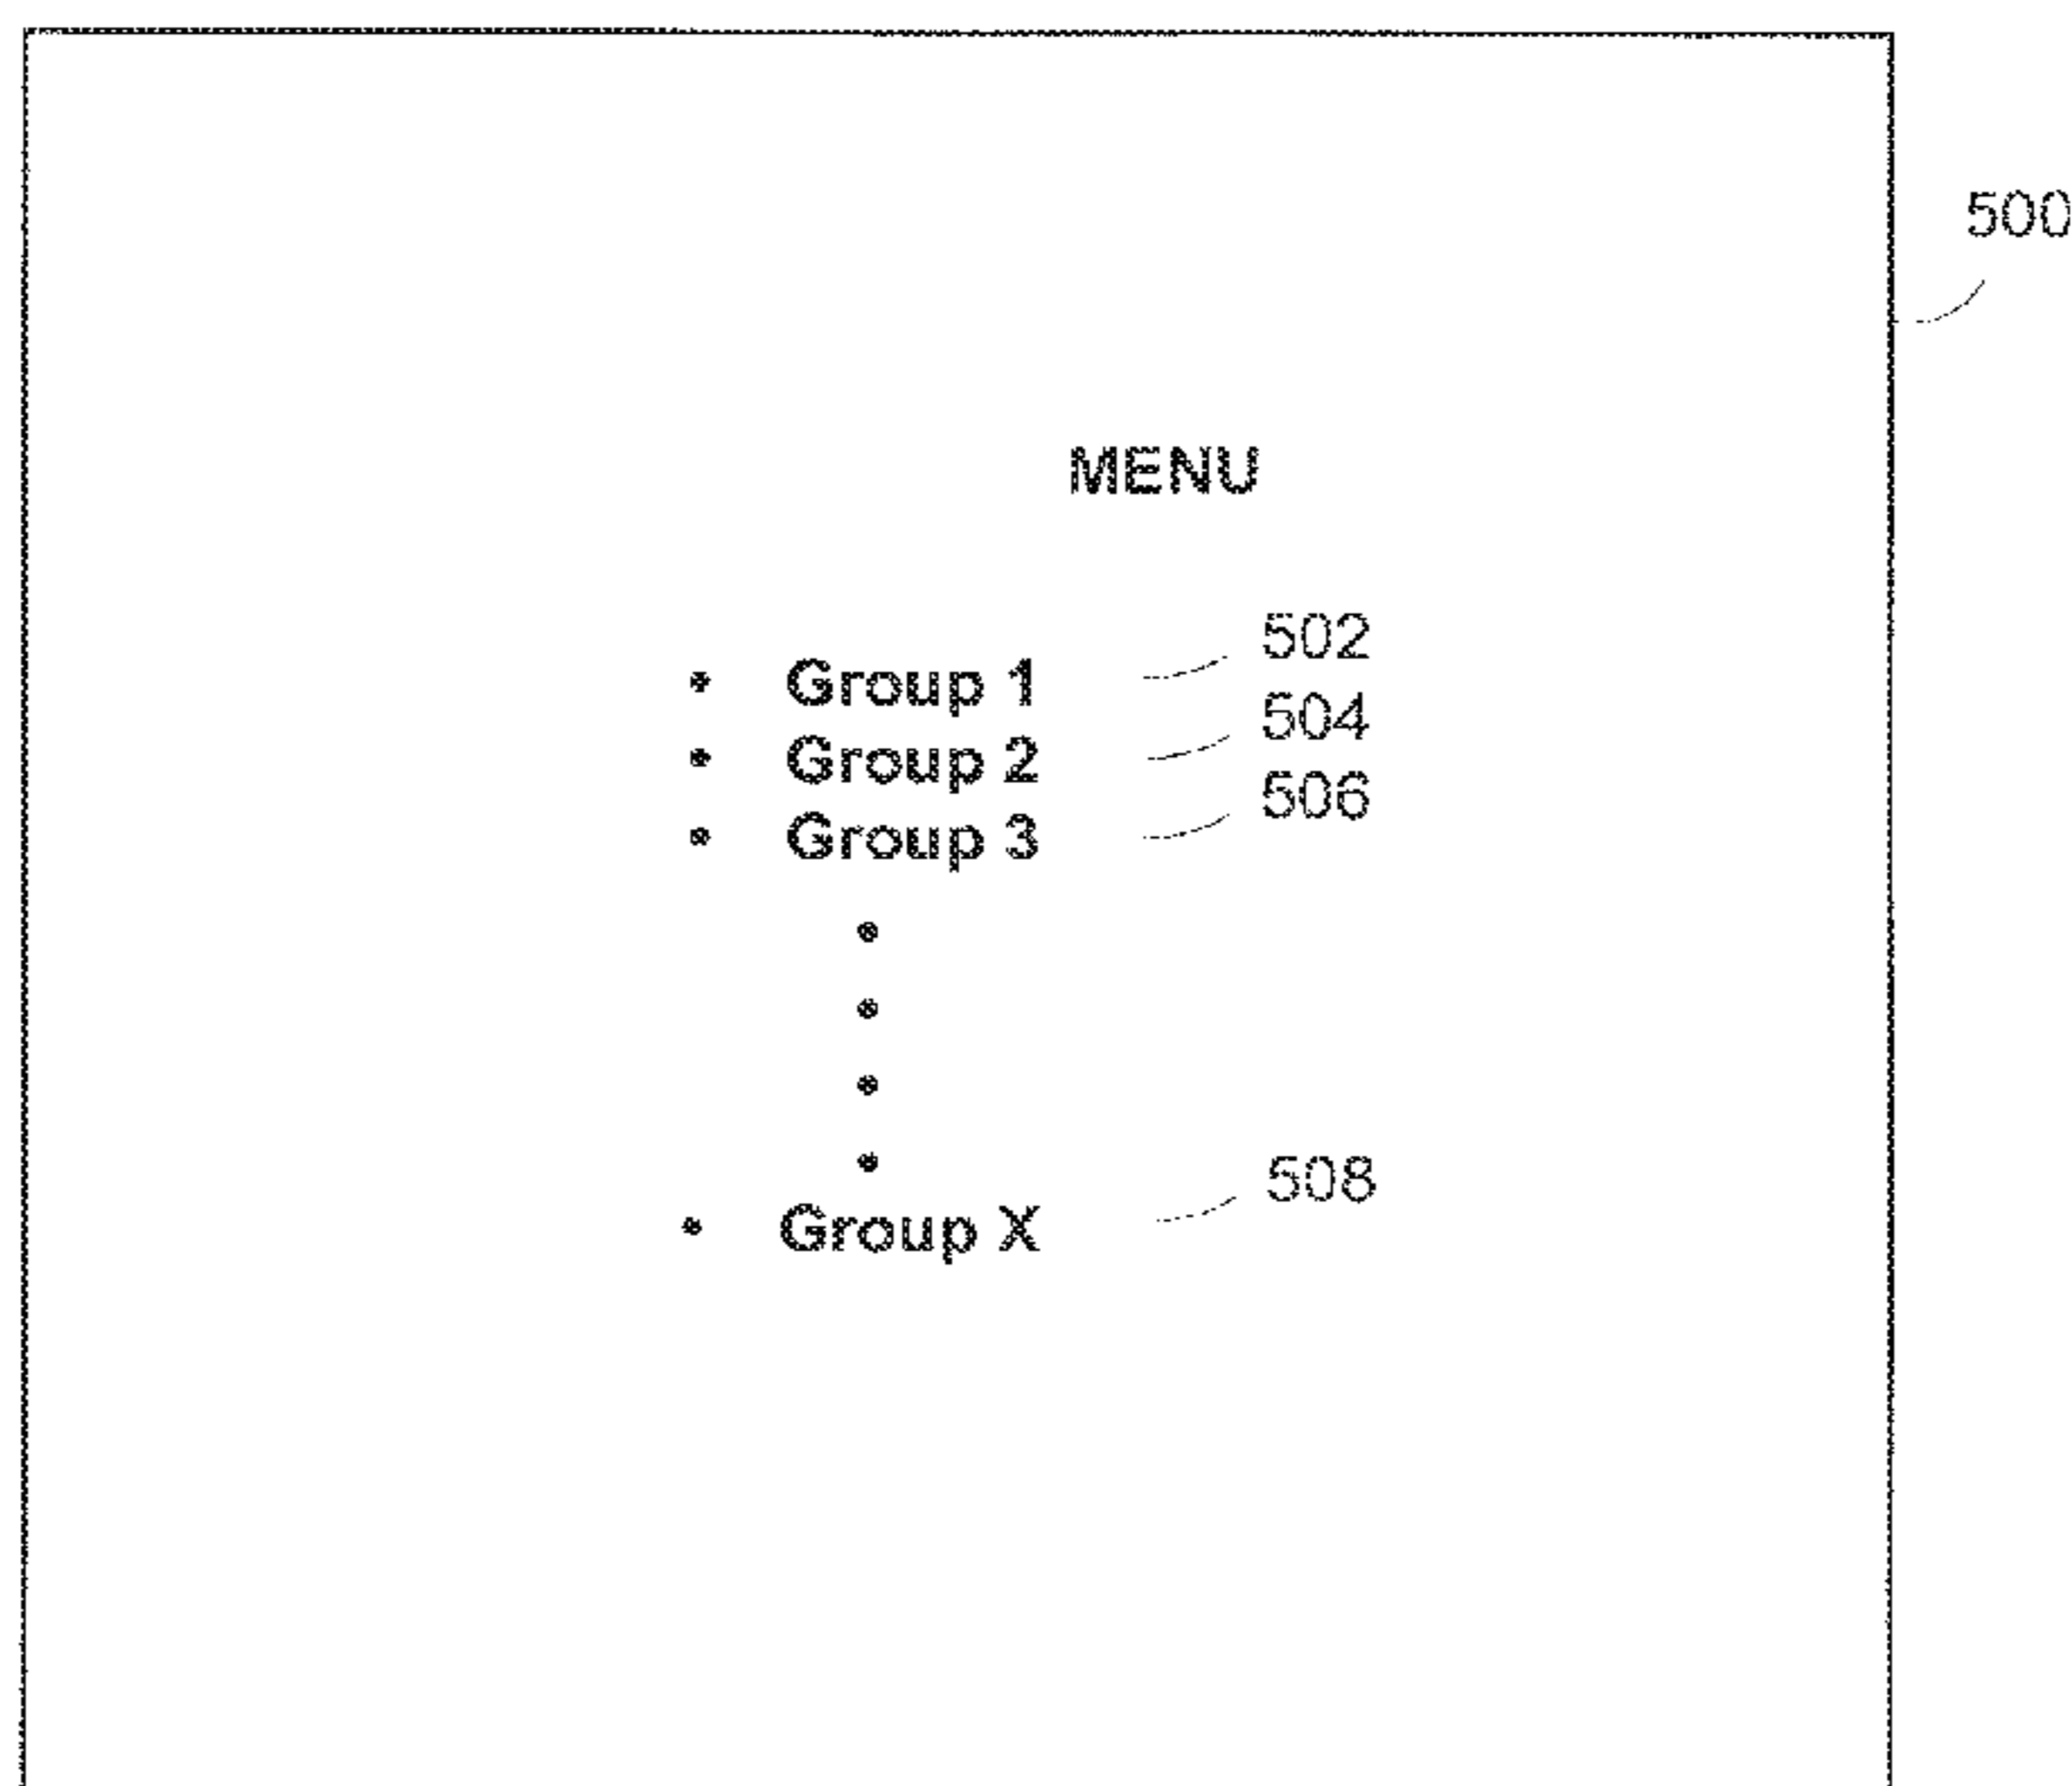 500
MENU
• Group 1 502
• Group 2 504
• Group 3 506
•
•
•
•
• Group X 508